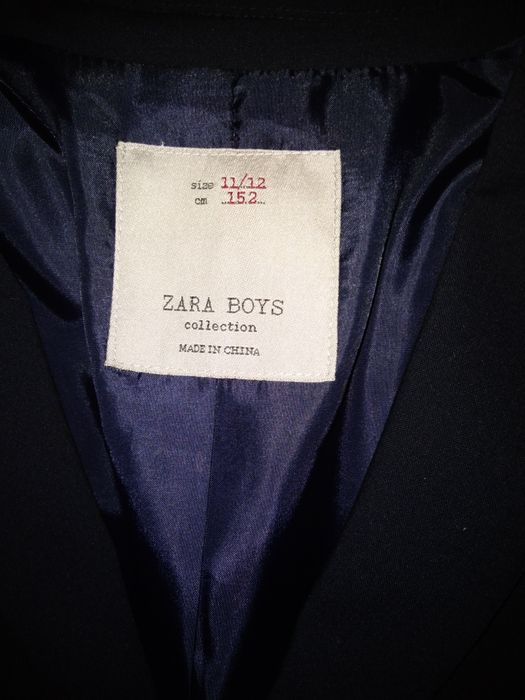 size 11/12
cm 152
ZARA BOYS
collection
MADE IN CHINA